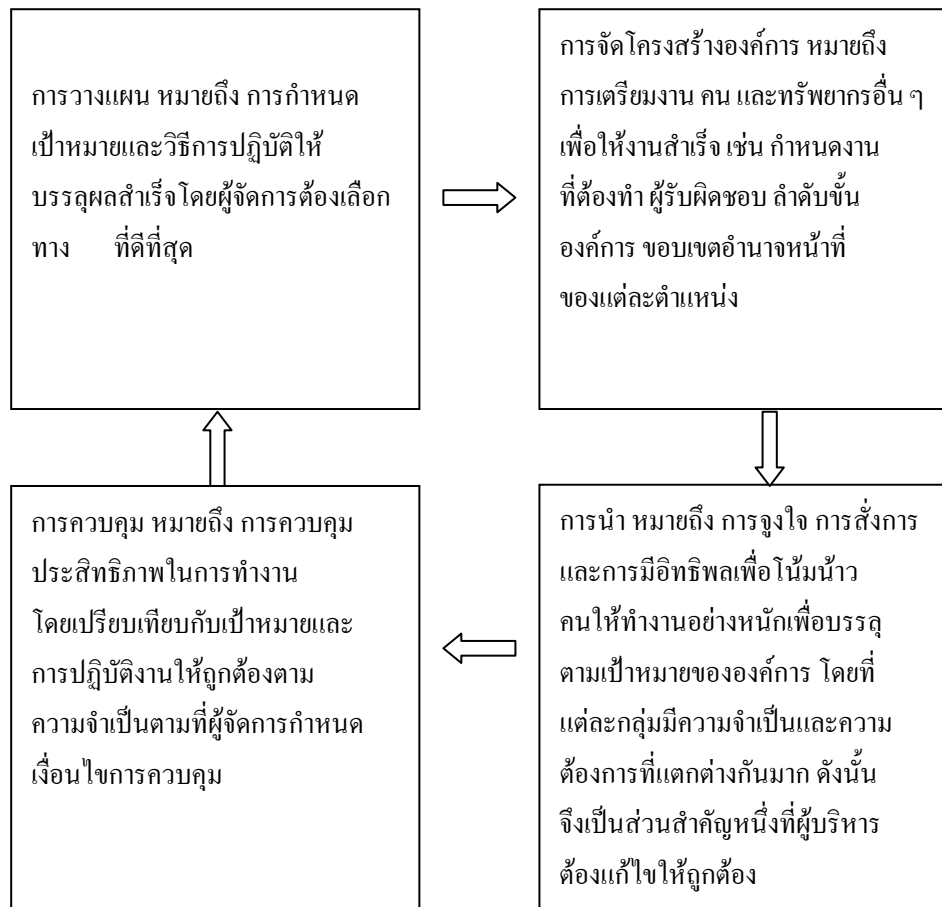 การวางแผน หมายถึง การกำหนด
เป้าหมายและวิธีการปฏิบัติให้
บรรลุผลสำเร็จโดยผู้จัดการต้องเลือก
ทาง ที่ดีที่สุด
การจัดโครงสร้างองค์การ หมายถึง
การเตรียมงาน คน และทรัพยากรอื่น ๆ
เพื่อให้งานสำเร็จ เช่น กำหนดงาน
ที่ต้องทำ ผู้รับผิดชอบ ลำดับขั้น
องค์การ ขอบเขตอำนาจหน้าที่
ของแต่ละตำแหน่ง
การนำ หมายถึง การจูงใจ การสั่งการ
และการมีอิทธิพลเพื่อโน้มน้าว
คนให้ทำงานอย่างหนักเพื่อบรรลุ
ตามเป้าหมายขององค์การ โดยที่
แต่ละกลุ่มมีความจำเป็นและความ
ต้องการที่แตกต่างกันมาก ดังนั้น
จึงเป็นส่วนสำคัญหนึ่งที่ผู้บริหาร
ต้องแก้ไขให้ถูกต้อง
การควบคุม หมายถึง การควบคุม
ประสิทธิภาพในการทำงาน
โดยเปรียบเทียบกับเป้าหมายและ
การปฏิบัติงานให้ถูกต้องตาม
ความจำเป็นตามที่ผู้จัดการกำหนด
เงื่อนไขการควบคุม